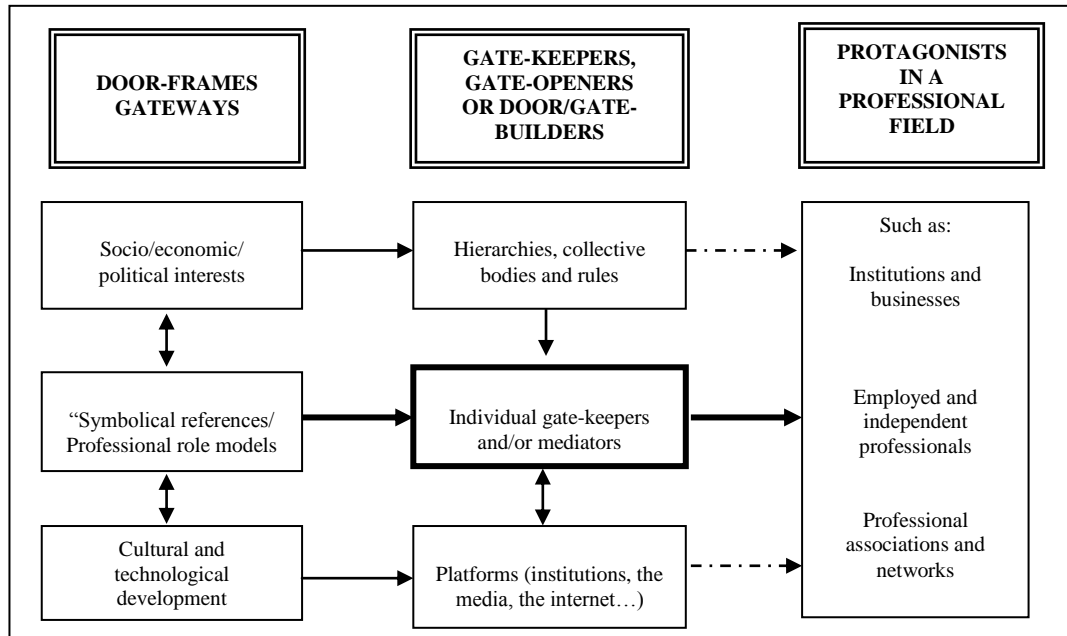 DOOR-FRAMES
GATEWAYS
GATE-KEEPERS,
GATE-OPENERS
OR DOOR/GATE-
BUILDERS
PROTAGONISTS
IN A
PROFESSIONAL
FIELD
Socio/economic/
political interests
Hierarchies, collective
bodies and rules
Such as:
Institutions and
businesses
“Symbolical references/
Professional role models
Individual gate-keepers
and/or mediators
Employed and
independent
professionals
Cultural and
technological
development
Platforms (institutions, the
media, the internet…)
Professional
associations and
networks